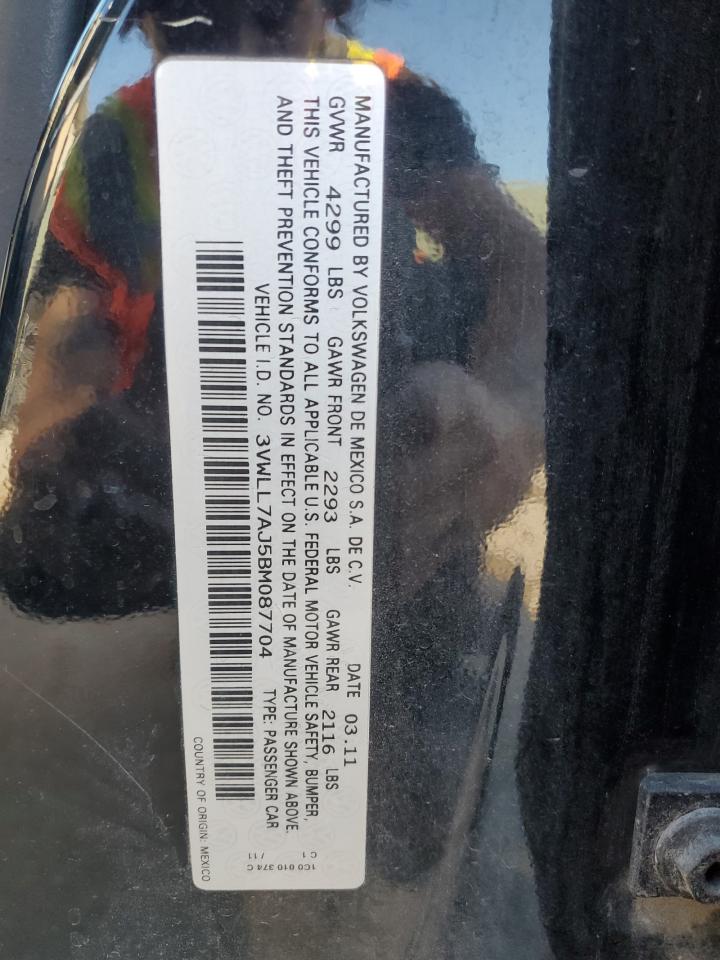 MANUFACTURED BY VOLKSWAGEN DE MEXICO S.A. DE C.V. DATE 03.11
GVWR 4299 LBS GAWR FRONT 2293 LBS GAWR REAR 2116 LBS
THIS VEHICLE CONFORMS TO ALL APPLICABLE U.S. FEDERAL MOTOR VEHICLE SAFETY, BUMPER,
AND THEFT PREVENTION STANDARDS IN EFFECT ON THE DATE OF MANUFACTURE SHOWN ABOVE.
VEHICLE I.D. NO. 3VWLL7AJ5BM087704 TYPE: PASSENGER CAR
COUNTRY OF ORIGIN: MEXICO
1C0 010 374 C
C1
/11